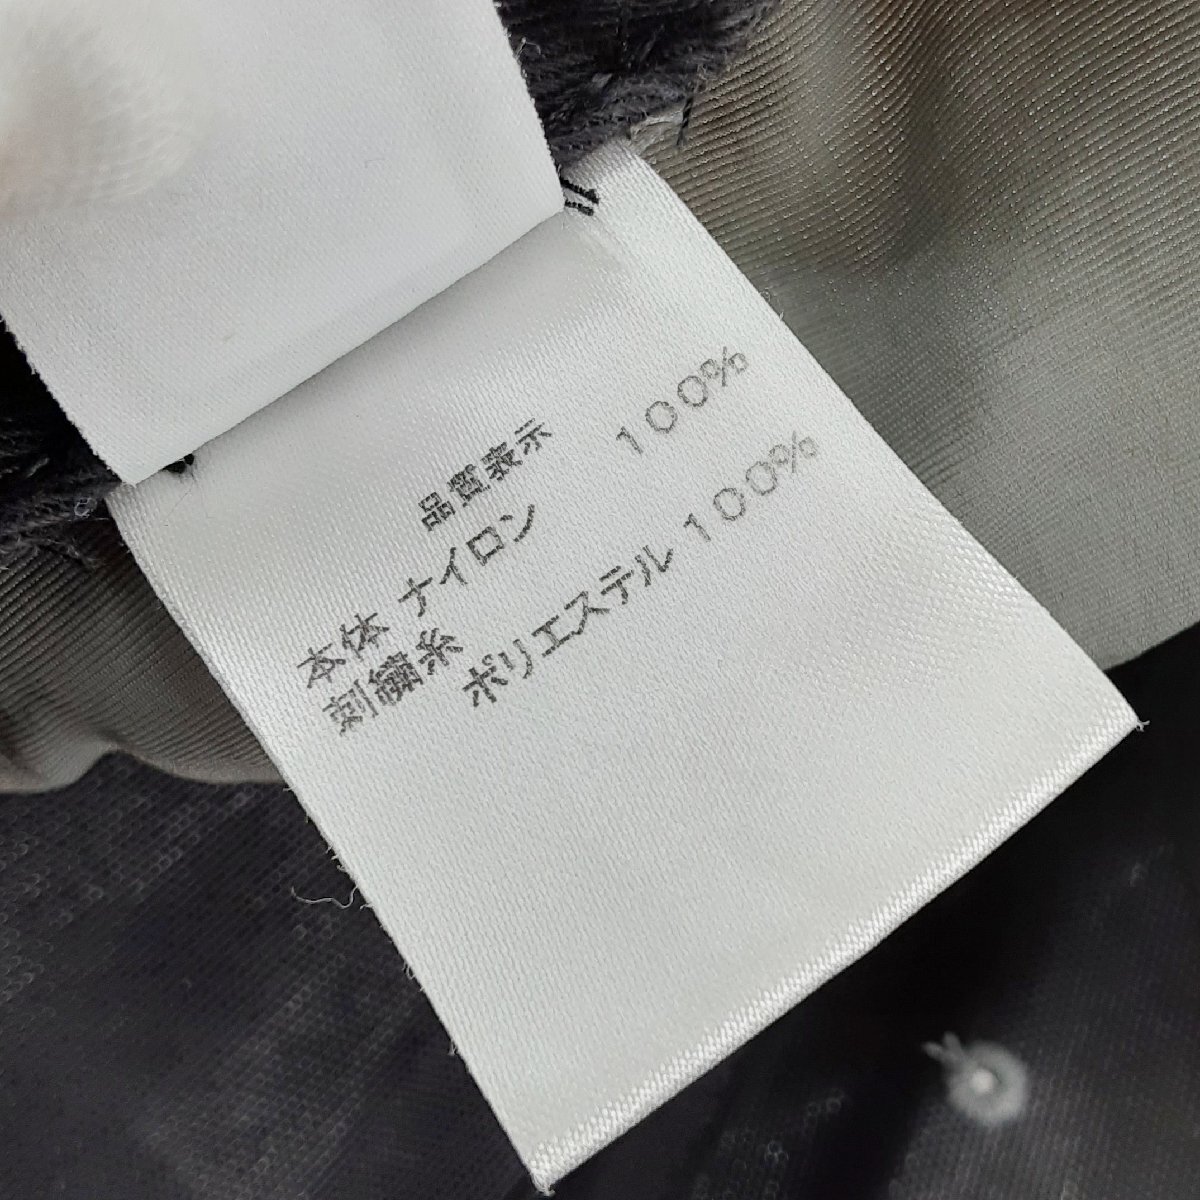 品質表示
本体 ナイロン 100%
刺繍糸
ポリエステル 100%